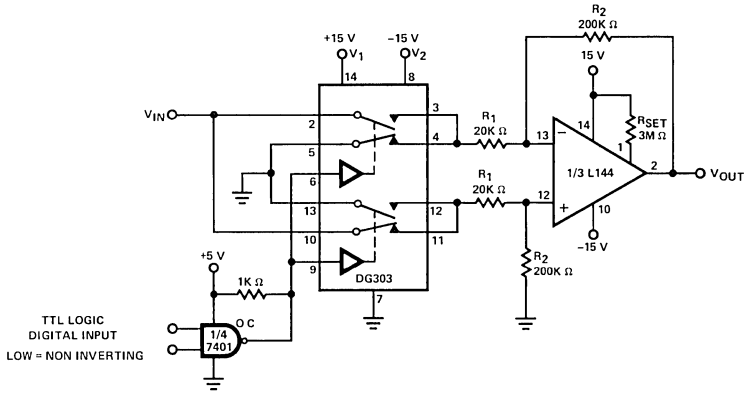 R2
200K Ω
+15 V
V1
−15 V
V2
15 V
14
8
VIN
2
3
R1
20K Ω
14
RSET
3M Ω
5
4
13
−
1
6
1/3 L144
2
VOUT
13
12
R1
20K Ω
12
+
10
10
11
−15 V
+5 V
9
R2
200K Ω
1K Ω
DG303
7
TTL LOGIC
DIGITAL INPUT
LOW = NON INVERTING
O C
1/4
7401